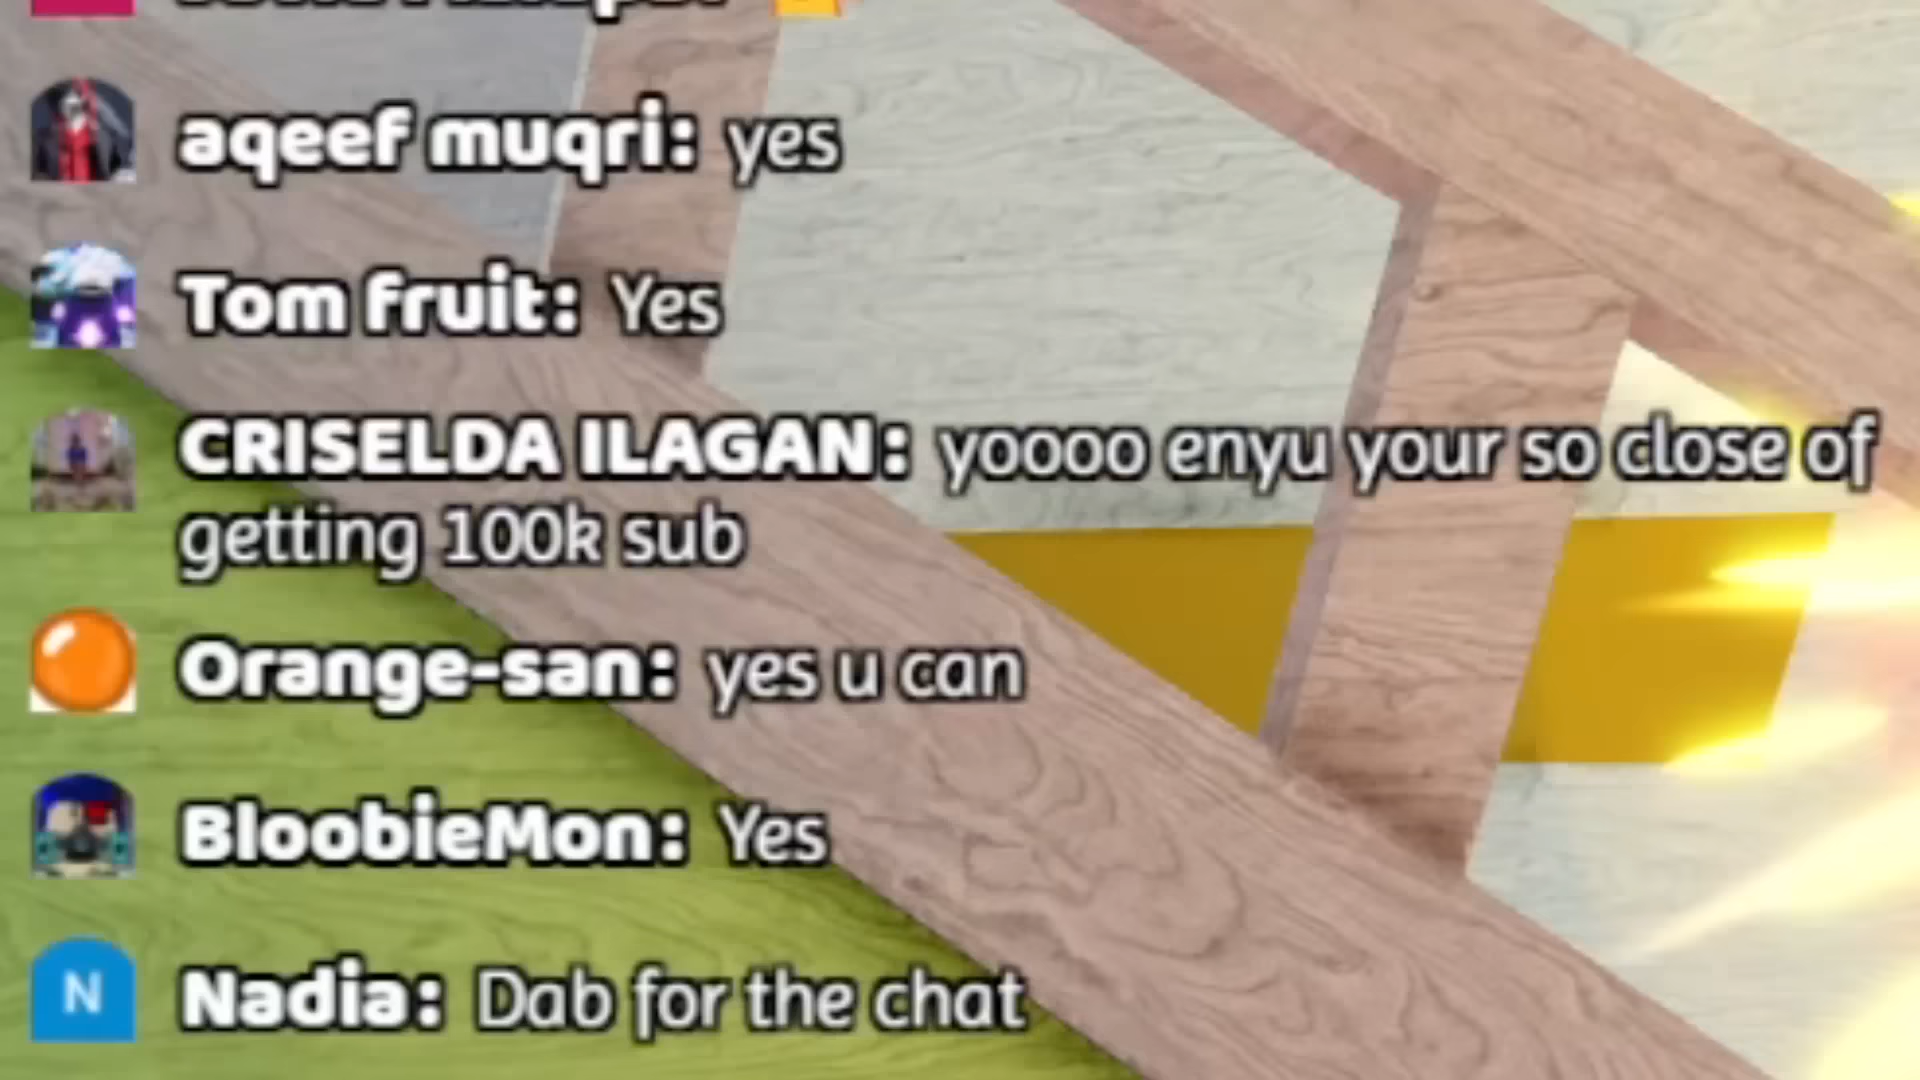 aqeef muqri: yes
Tom fruit: Yes
CRISELDA ILAGAN: yoooo enyu your so close of
getting 100k sub
Orange-san: yes u can
BloobieMon: Yes
N
Nadia: Dab for the chat